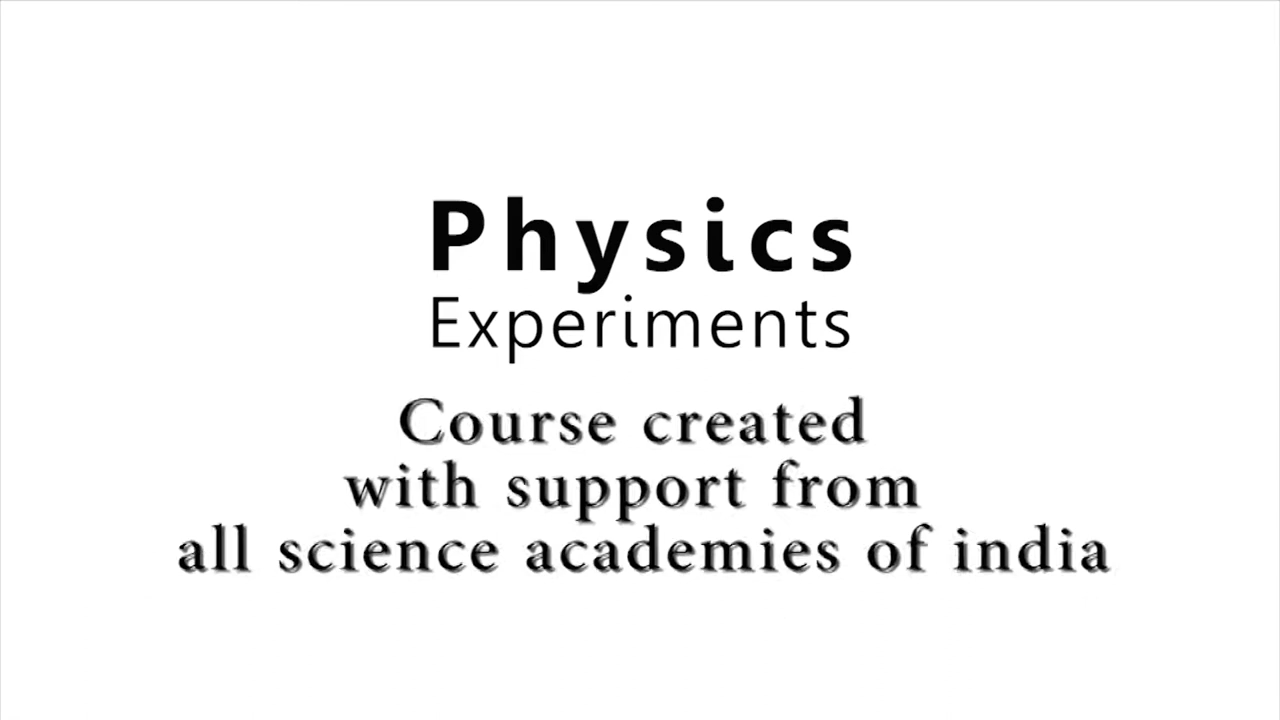 Physics
Experiments
Course created
with support from
all science academies of india